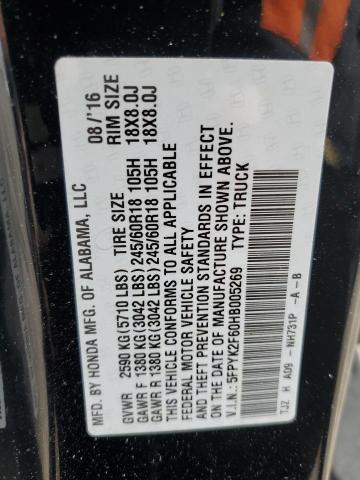 MFD. BY HONDA MFG. OF ALABAMA, LLC 08/'16
TIRE SIZE RIM SIZE
GVWR 2590 KG(5710 LBS)
GAWR F 1380 KG(3042 LBS) 245/60R18 105H 18X8.0J
GAWR R 1380 KG(3042 LBS) 245/60R18 105H 18X8.0J
THIS VEHICLE CONFORMS TO ALL APPLICABLE
FEDERAL MOTOR VEHICLE SAFETY
AND THEFT PREVENTION STANDARDS IN EFFECT
ON THE DATE OF MANUFACTURE SHOWN ABOVE.
V.I.N.: 5FPYK2F60HB005269 TYPE: TRUCK
TJZ H A09 -NH731P -A -B